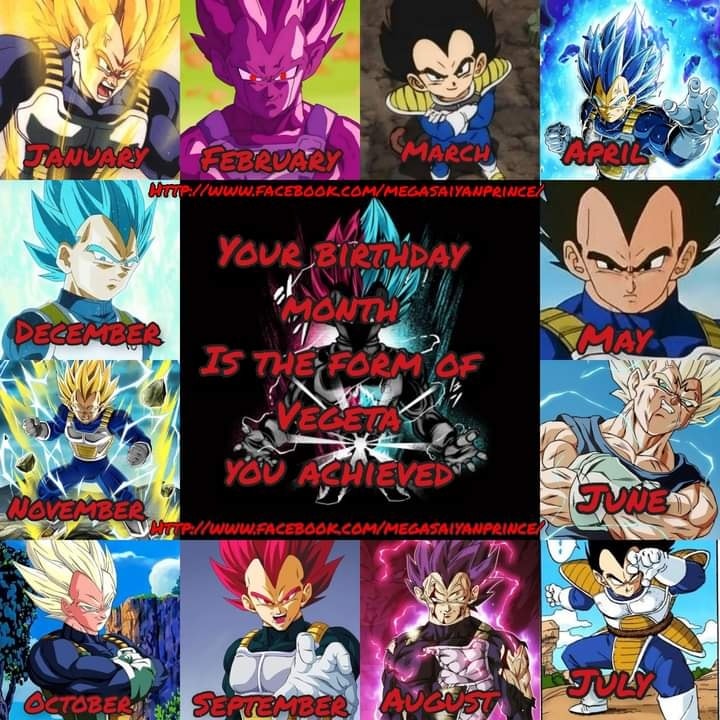 January
February
March
April
Http://www.facebook.com/megasaiyanprince/
Your birthday
month
Is the form of
Vegeta
you achieved
December
May
November
June
Http://www.facebook.com/megasaiyanprince/
October
September
August
July